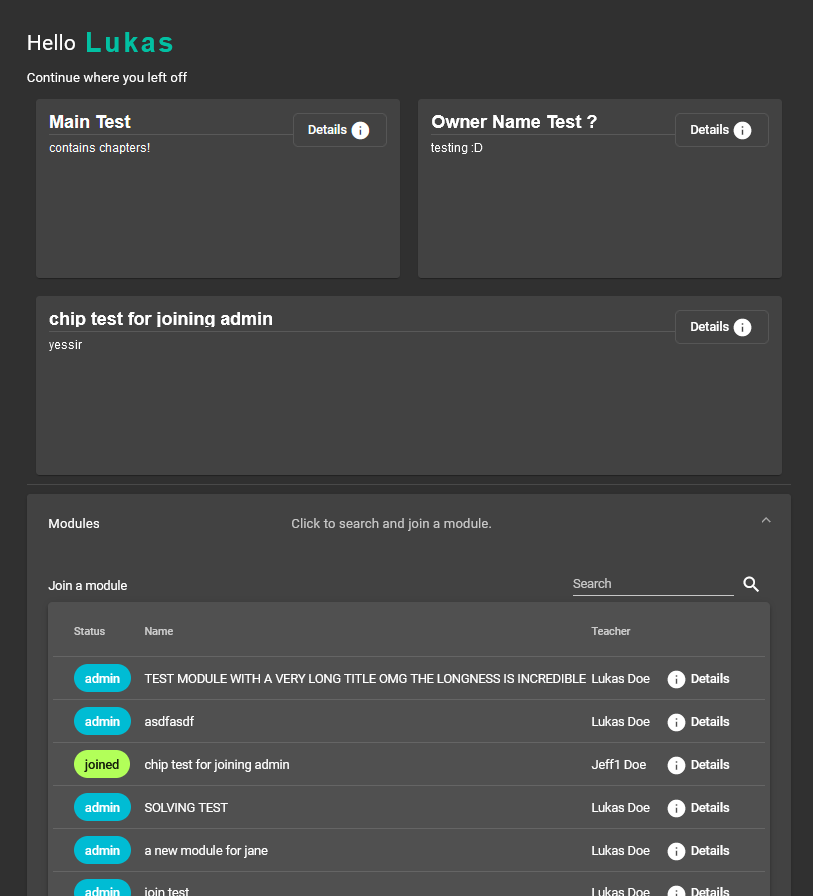 Hello Lukas
Continue where you left off
Main Test
Details
contains chapters!
Owner Name Test ?
Details
testing :D
chip test for joining admin
Details
yessir
Modules Click to search and join a module.
Join a module Search
Status Name Teacher
admin TEST MODULE WITH A VERY LONG TITLE OMG THE LONGNESS IS INCREDIBLE Lukas Doe Details
admin asdfasdf Lukas Doe Details
joined chip test for joining admin Jeff1 Doe Details
admin SOLVING TEST Lukas Doe Details
admin a new module for jane Lukas Doe Details
admin join test Lukas Doe Details